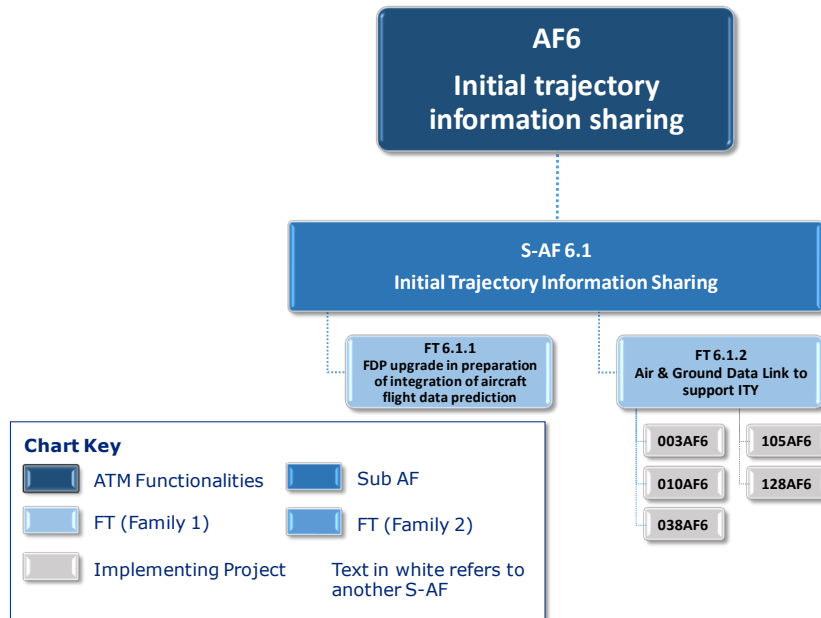 AF6
Initial trajectory
information sharing
S-AF 6.1
Initial Trajectory Information Sharing
FT 6.1.1
FDP upgrade in preparation
of integration of aircraft
flight data prediction
FT 6.1.2
Air & Ground Data Link to
support ITY
003AF6
105AF6
010AF6
128AF6
038AF6
Chart Key
ATM Functionalities
Sub AF
FT (Family 1)
FT (Family 2)
Implementing Project
Text in white refers to
another S-AF